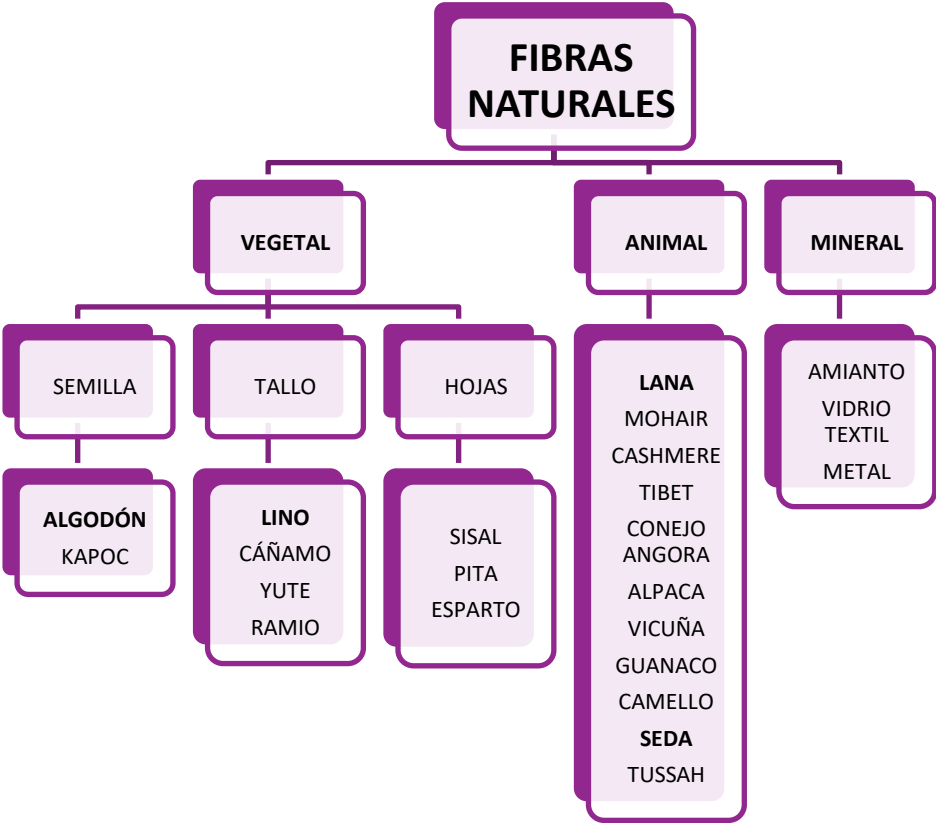 FIBRAS
NATURALES
VEGETAL
ANIMAL
MINERAL
SEMILLA
TALLO
HOJAS
ALGODÓN
KAPOC
LINO
CÁÑAMO
YUTE
RAMIO
SISAL
PITA
ESPARTO
LANA
MOHAIR
CASHMERE
TIBET
CONEJO
ANGORA
ALPACA
VICUÑA
GUANACO
CAMELLO
SEDA
TUSSAH
AMIANTO
VIDRIO
TEXTIL
METAL